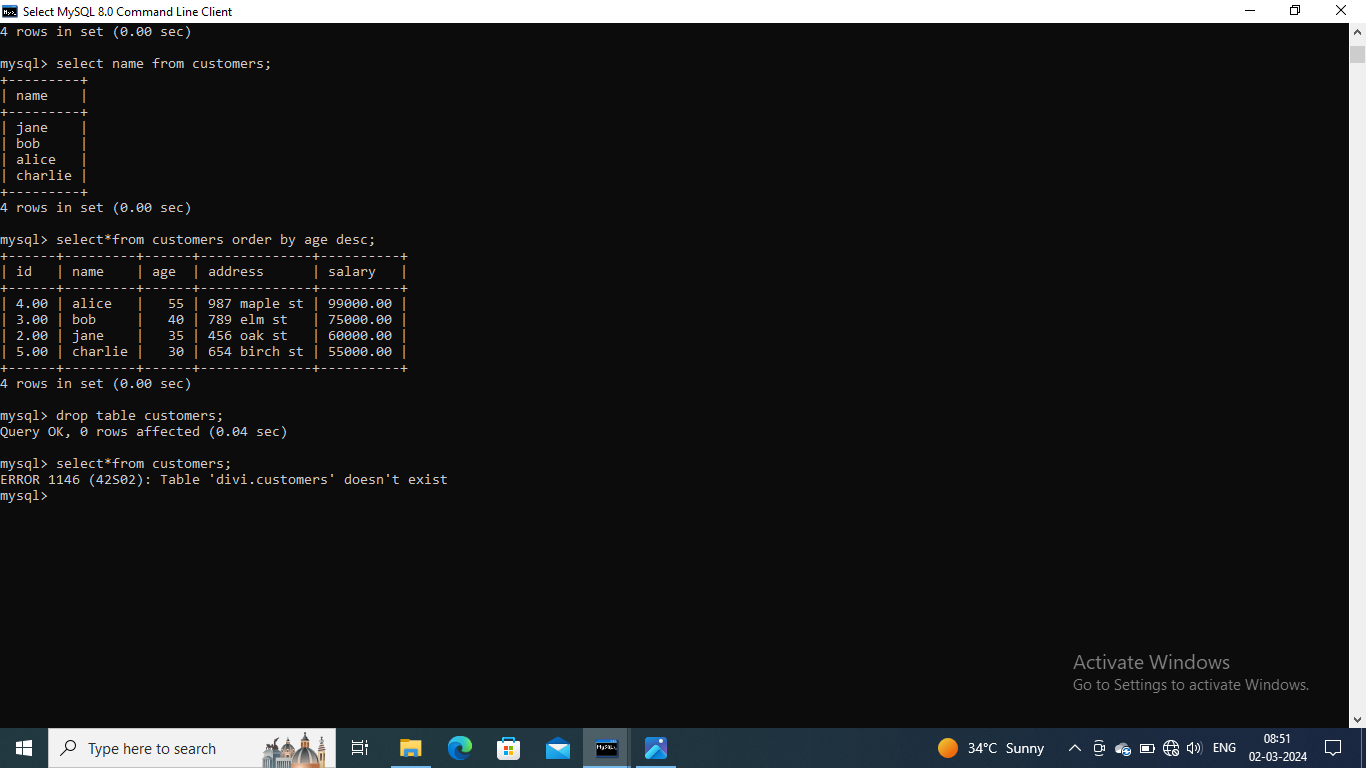 Select MySQL 8.0 Command Line Client
4 rows in set (0.00 sec)
mysql> select name from customers;
+---------+
| name    |
+---------+
| jane    |
| bob     |
| alice   |
| charlie |
+---------+
4 rows in set (0.00 sec)
mysql> select*from customers order by age desc;
+------+---------+------+--------------+----------+
| id   | name    | age  | address      | salary   |
+------+---------+------+--------------+----------+
| 4.00 | alice   |   55 | 987 maple st | 99000.00 |
| 3.00 | bob     |   40 | 789 elm st   | 75000.00 |
| 2.00 | jane    |   35 | 456 oak st   | 60000.00 |
| 5.00 | charlie |   30 | 654 birch st | 55000.00 |
+------+---------+------+--------------+----------+
4 rows in set (0.00 sec)
mysql> drop table customers;
Query OK, 0 rows affected (0.04 sec)
mysql> select*from customers;
ERROR 1146 (42S02): Table 'divi.customers' doesn't exist
mysql>
Activate Windows
Go to Settings to activate Windows.
Type here to search
34°C Sunny
ENG
08:51
02-03-2024